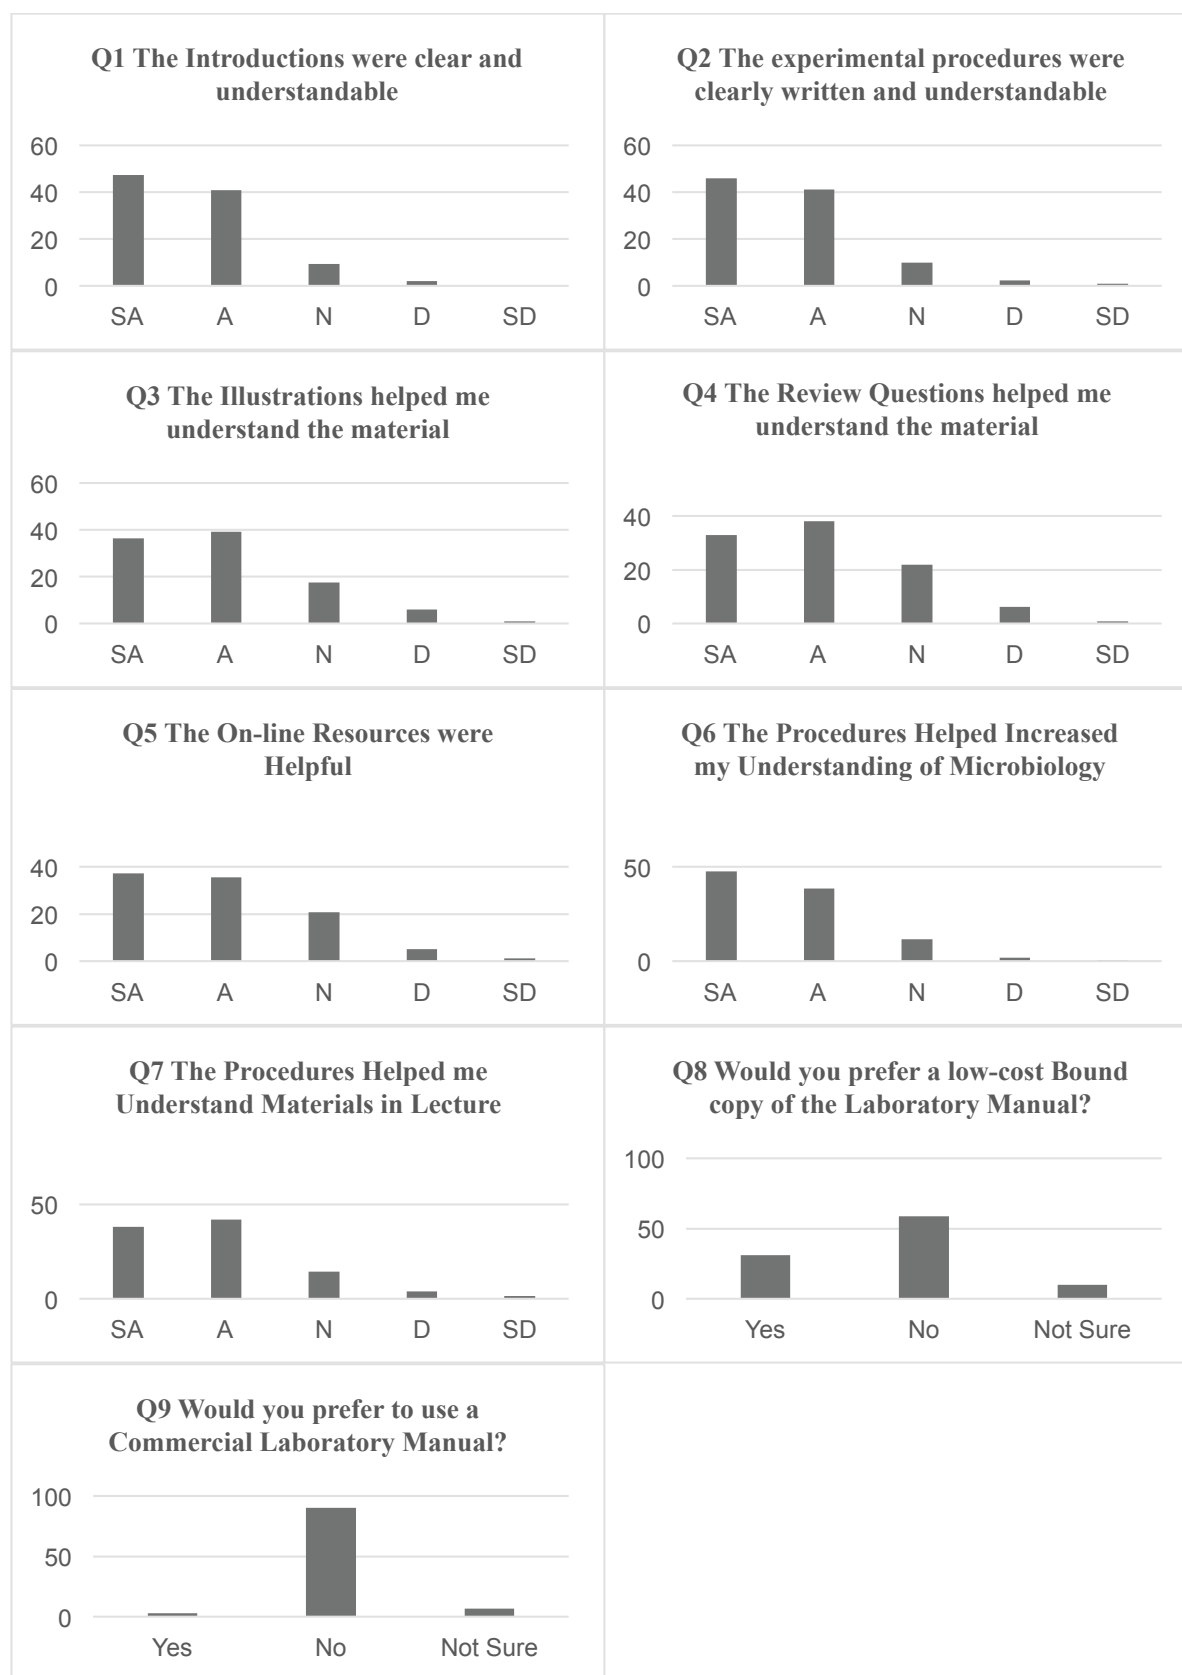 Q1 The Introductions were clear and
understandable
60
40
20
0
SA A N D SD
Q2 The experimental procedures were
clearly written and understandable
60
40
20
0
SA A N D SD
Q3 The Illustrations helped me
understand the material
60
40
20
0
SA A N D SD
Q4 The Review Questions helped me
understand the material
40
20
0
SA A N D SD
Q5 The On-line Resources were
Helpful
40
20
0
SA A N D SD
Q6 The Procedures Helped Increased
my Understanding of Microbiology
50
0
SA A N D SD
Q7 The Procedures Helped me
Understand Materials in Lecture
50
0
SA A N D SD
Q8 Would you prefer a low-cost Bound
copy of the Laboratory Manual?
100
50
0
Yes No Not Sure
Q9 Would you prefer to use a
Commercial Laboratory Manual?
100
50
0
Yes No Not Sure